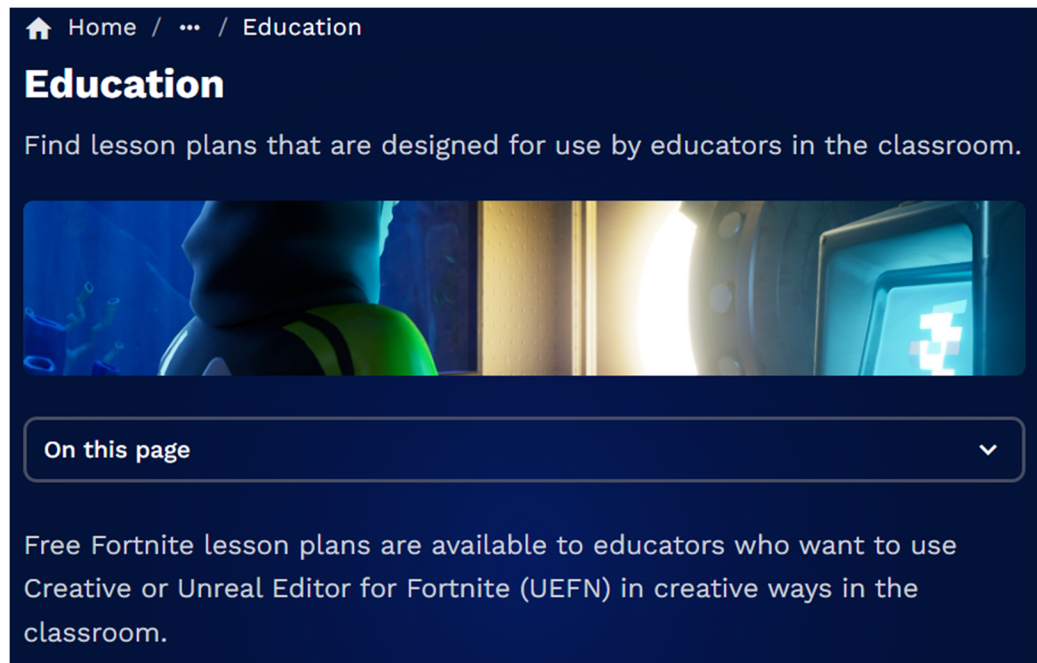 Home / ··· / Education
Education
Find lesson plans that are designed for use by educators in the classroom.
On this page
Free Fortnite lesson plans are available to educators who want to use
Creative or Unreal Editor for Fortnite (UEFN) in creative ways in the
classroom.